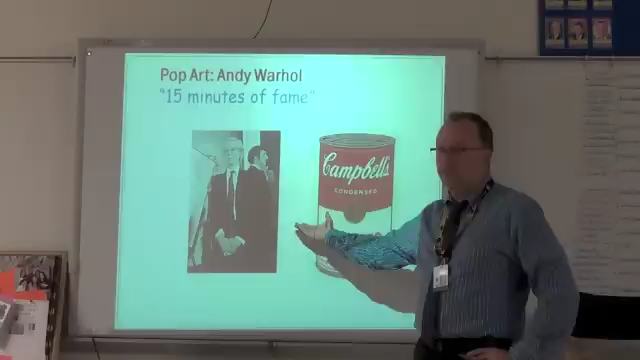 Pop Art: Andy Warhol
"15 minutes of fame"
Campbell's
CONDENSED